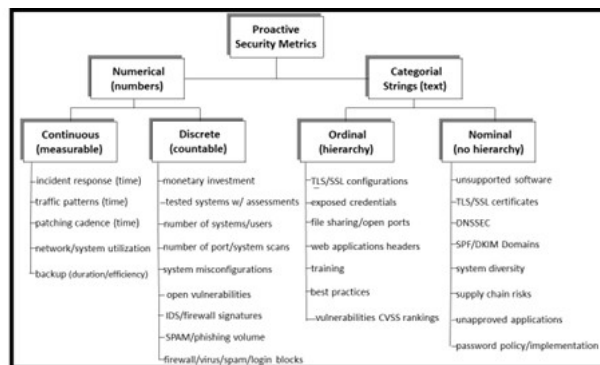 Proactive
Security Metrics
Numerical
(numbers)
Categorial
Strings (text)
Continuous
(measurable)
incident response (time)
traffic patterns (time)
patching cadence (time)
network/system utilization
backup (duration/efficiency)
Discrete
(countable)
monetary investment
tested systems w/ assessments
number of systems/users
number of port/system scans
system misconfigurations
open vulnerabilities
IDS/firewall signatures
SPAM/phishing volume
firewall/virus/spam/login blocks
Ordinal
(hierarchy)
TLS/SSL configurations
exposed credentials
file sharing/open ports
web applications headers
training
best practices
vulnerabilities CVSS rankings
Nominal
(no hierarchy)
unsupported software
TLS/SSL certificates
DNSSEC
SPF/DKIM Domains
system diversity
supply chain risks
unapproved applications
password policy/implementation